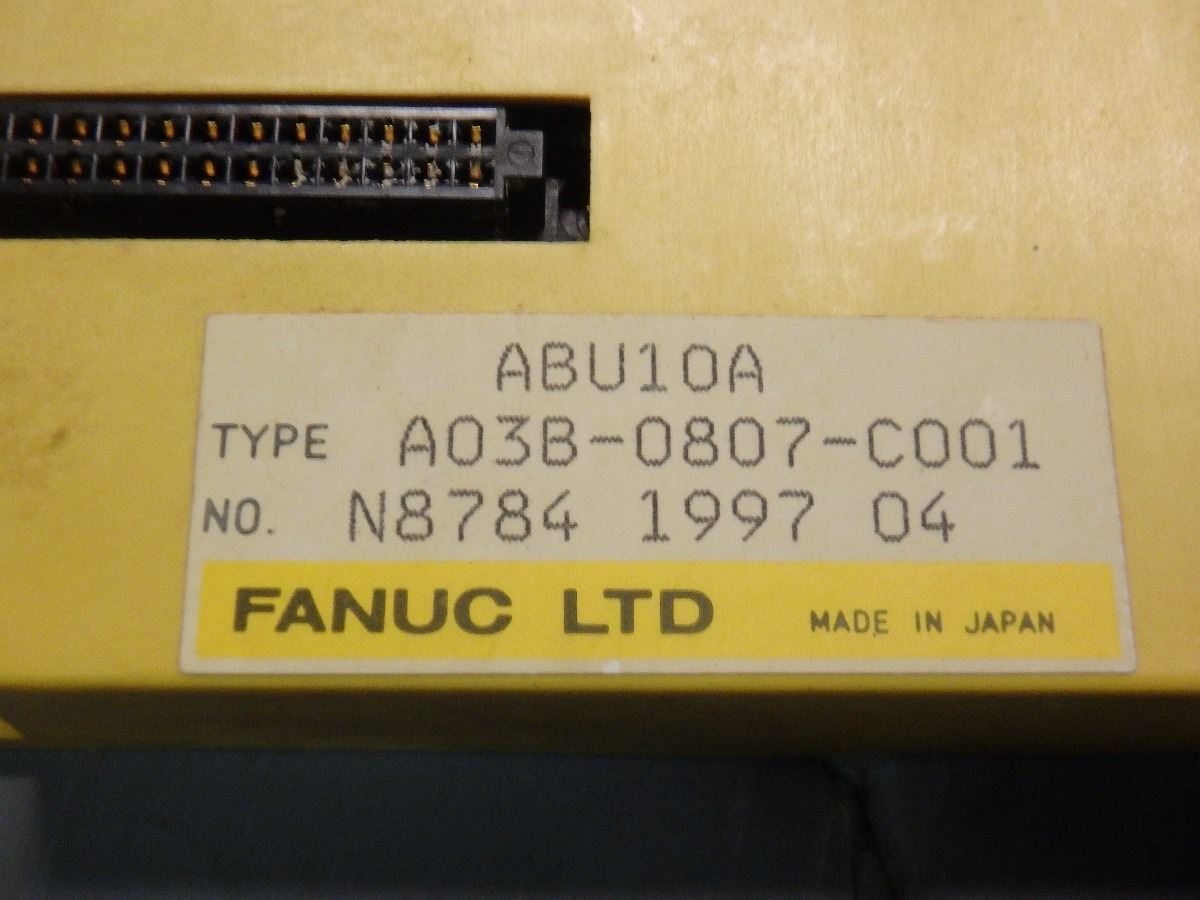 ABU10A
TYPE A03B-0807-C001
NO. N8784 1997 04
FANUC LTD MADE IN JAPAN